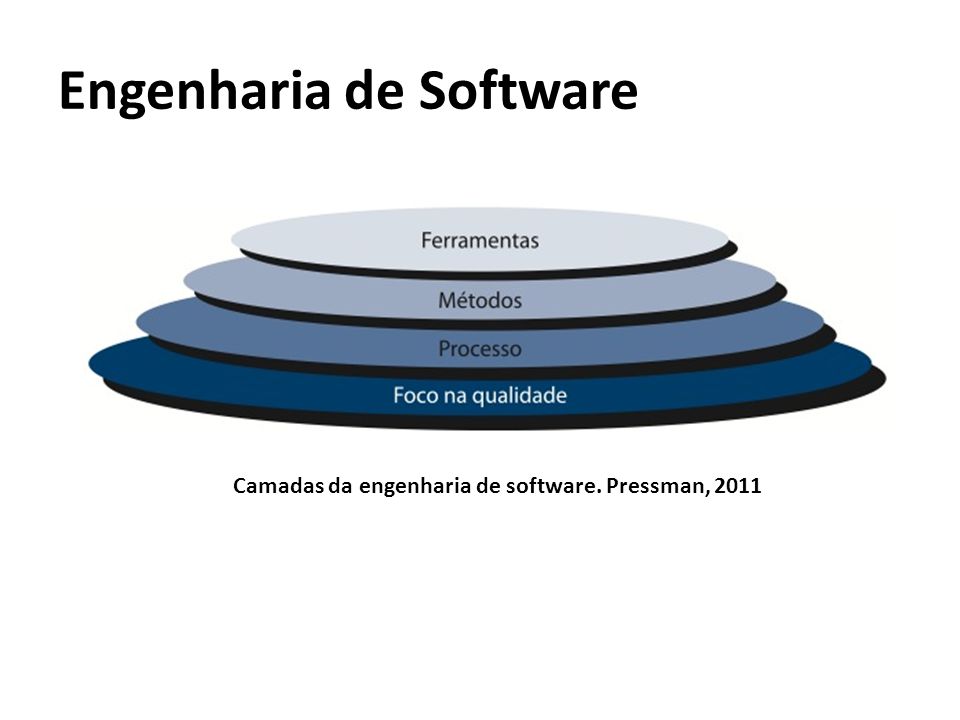 Engenharia de Software
Ferramentas
Métodos
Processo
Foco na qualidade
Camadas da engenharia de software. Pressman, 2011